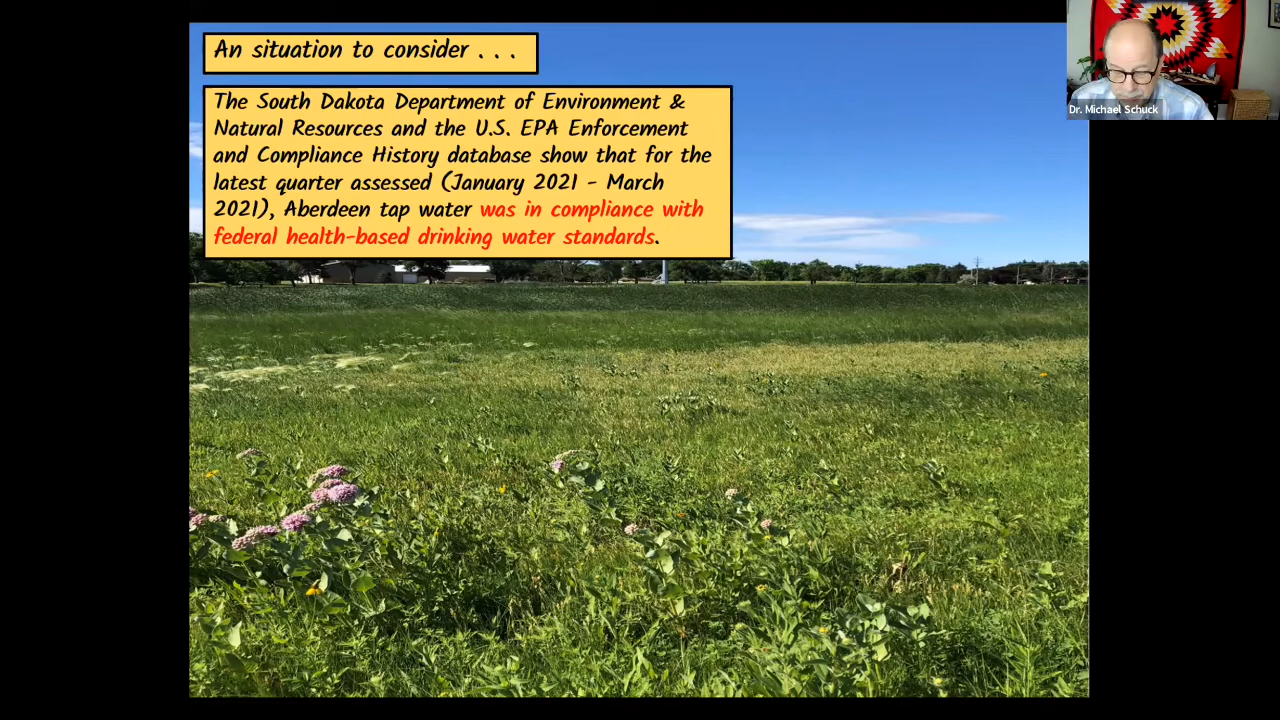 An situation to consider . . .
The South Dakota Department of Environment &
Natural Resources and the U.S. EPA Enforcement
and Compliance History database show that for the
latest quarter assessed (January 2021 - March
2021), Aberdeen tap water was in compliance with
federal health-based drinking water standards.
Dr. Michael Schuck